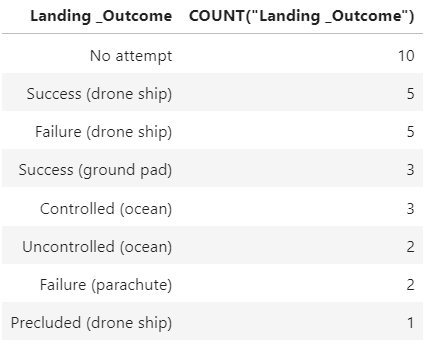 Landing _Outcome COUNT("Landing _Outcome")
No attempt 10
Success (drone ship) 5
Failure (drone ship) 5
Success (ground pad) 3
Controlled (ocean) 3
Uncontrolled (ocean) 2
Failure (parachute) 2
Precluded (drone ship) 1